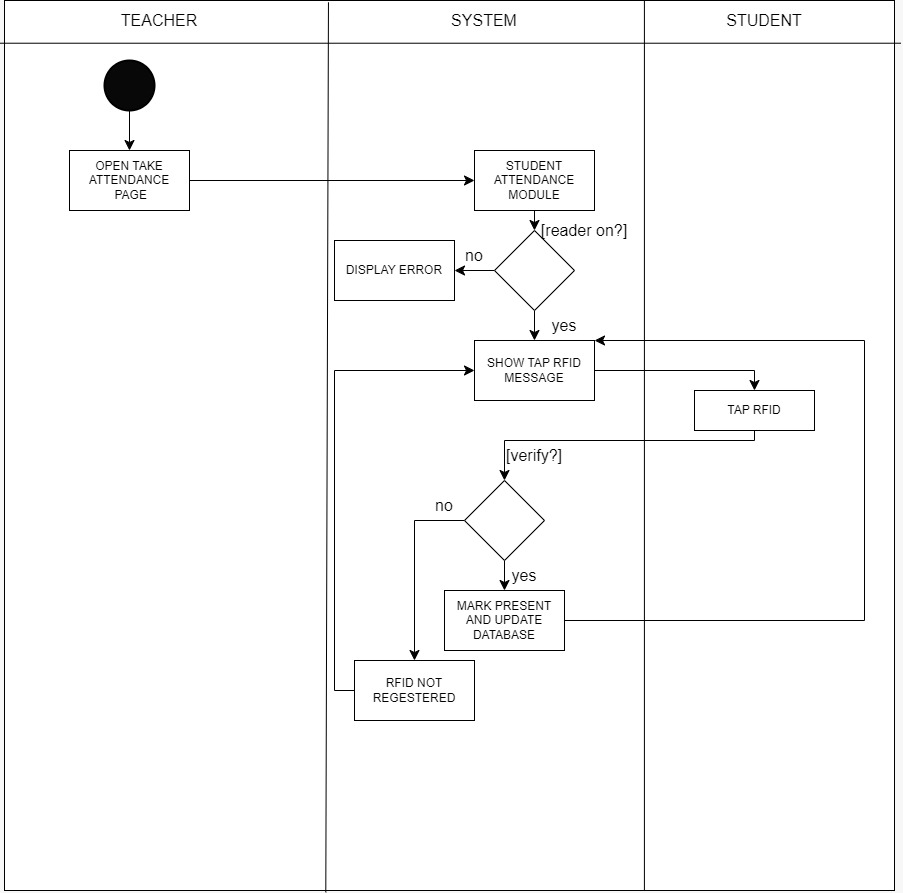 TEACHER
SYSTEM
STUDENT
OPEN TAKE
ATTENDANCE
PAGE
STUDENT
ATTENDANCE
MODULE
[reader on?]
no
DISPLAY ERROR
yes
SHOW TAP RFID
MESSAGE
TAP RFID
[verify?]
no
yes
MARK PRESENT
AND UPDATE
DATABASE
RFID NOT
REGESTERED